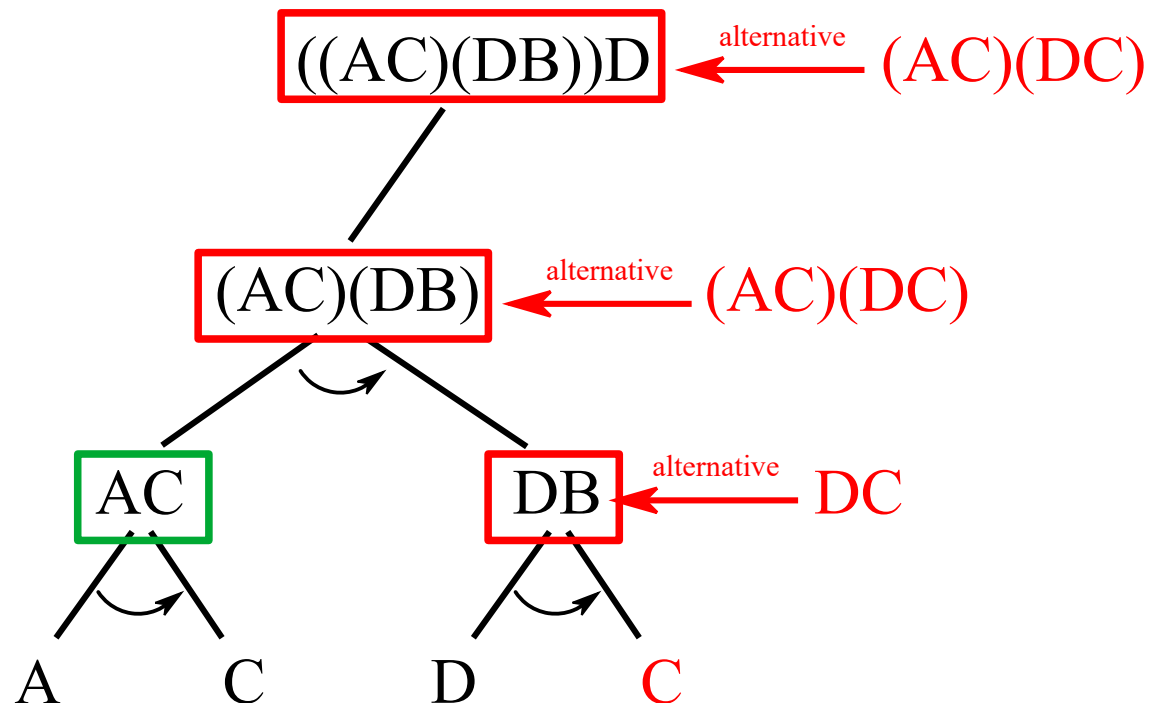 ((AC)(DB))D alternative (AC)(DC)
(AC)(DB) alternative (AC)(DC)
AC DB alternative DC
A C D C